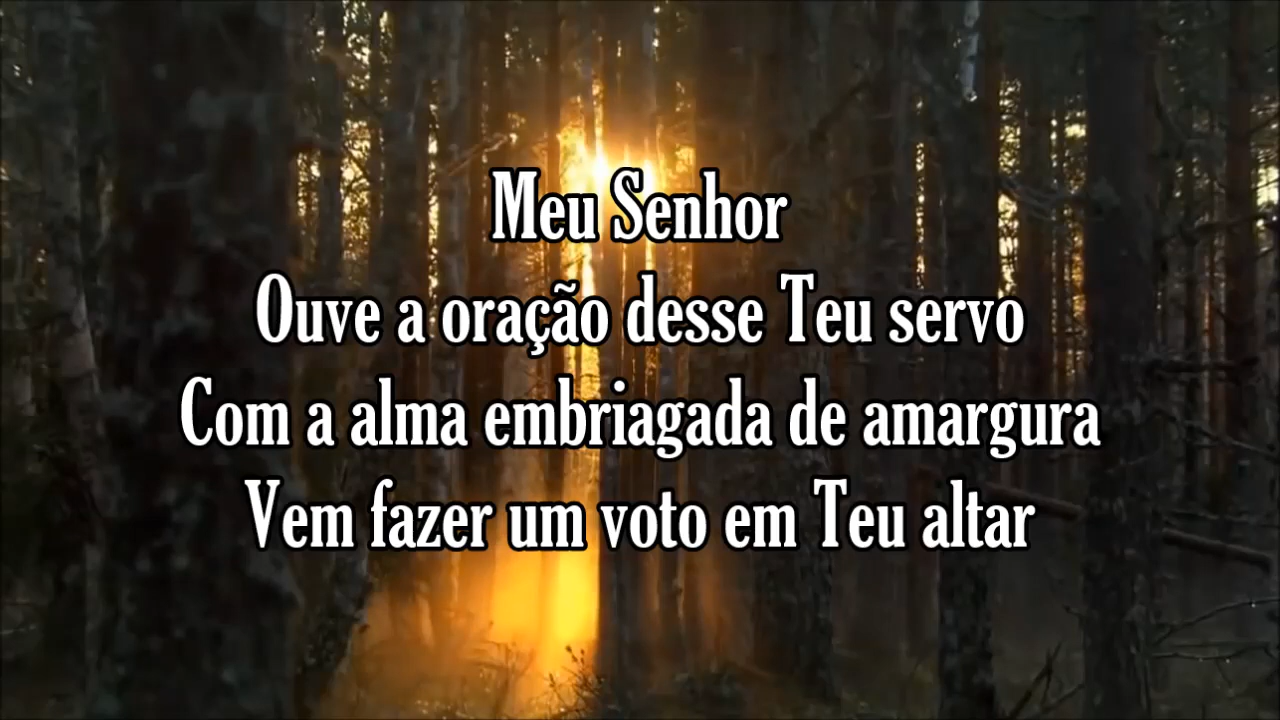 Meu Senhor
Ouve a oração desse Teu servo
Com a alma embriagada de amargura
Vem fazer um voto em Teu altar